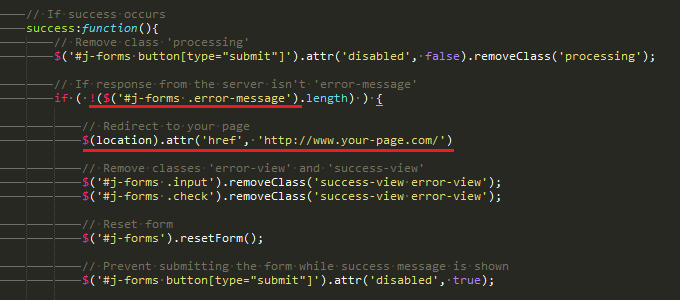 // If success occurs
success:function(){
// Remove class 'processing'
$('#j-forms button[type="submit"]').attr('disabled', false).removeClass('processing');
// If response from the server isn't 'error-message'
if ( !($('#j-forms .error-message').length) ) {
// Redirect to your page
$(location).attr('href', 'http://www.your-page.com/')
// Remove classes 'error-view' and 'success-view'
$('#j-forms .input').removeClass('success-view error-view');
$('#j-forms .check').removeClass('success-view error-view');
// Reset form
$('#j-forms').resetForm();
// Prevent submitting the form while success message is shown
$('#j-forms button[type="submit"]').attr('disabled', true);